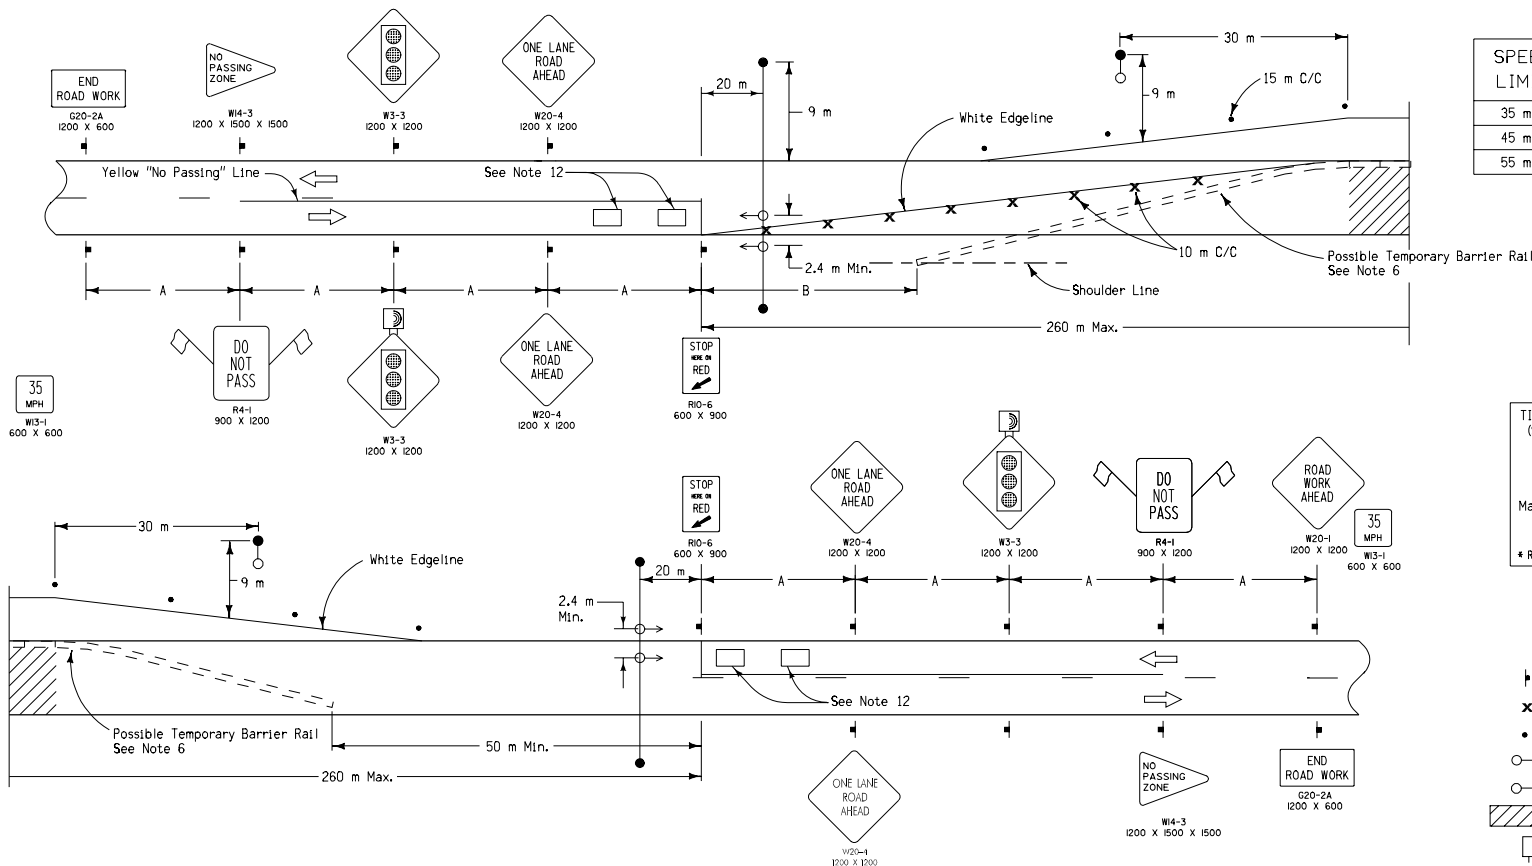 END
ROAD WORK
G20-2A
1200 X 600
NO
PASSING
ZONE
W14-3
1200 X 1500 X 1500
W3-3
1200 X 1200
ONE LANE
ROAD
AHEAD
W20-4
1200 X 1200
20 m
9 m
30 m
15 m C/C
9 m
White Edgeline
SPEE
LIM
35 m
45 m
55 m
Yellow "No Passing" Line
See Note 12
2.4 m Min.
10 m C/C
Possible Temporary Barrier Rail
See Note 6
Shoulder Line
A
A
A
A
B
260 m Max.
35
MPH
W13-1
600 X 600
DO
NOT
PASS
R4-1
900 X 1200
W3-3
1200 X 1200
ONE LANE
ROAD
AHEAD
W20-4
1200 X 1200
STOP
HERE ON
RED
R10-6
600 X 900
STOP
HERE ON
RED
R10-6
600 X 900
ONE LANE
ROAD
AHEAD
W20-4
1200 X 1200
W3-3
1200 X 1200
DO
NOT
PASS
R4-1
900 X 1200
ROAD
WORK
AHEAD
W20-1
1200 X 1200
35
MPH
W13-1
600 X 600
TI
(
Ma
* R
30 m
9 m
White Edgeline
2.4 m
Min.
20 m
A
A
A
A
See Note 12
Possible Temporary Barrier Rail
See Note 6
50 m Min.
260 m Max.
ONE LANE
ROAD
AHEAD
W20-4
1200 X 1200
NO
PASSING
ZONE
W14-3
1200 X 1500 X 1500
END
ROAD WORK
G20-2A
1200 X 600